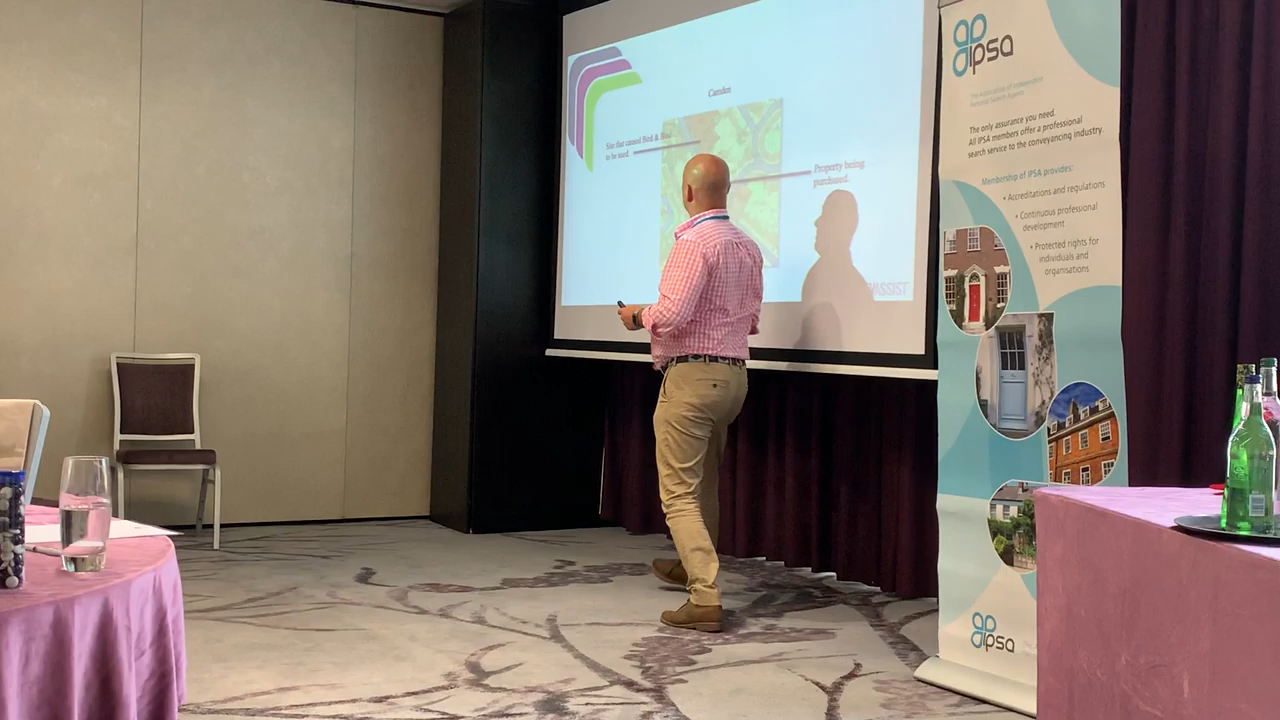 Camden
Site that caused Bird & Bird
to be sued.
Property being
purchased.
ASSIST
ipsa
The Association of Independent
Personal Search Agents
The only assurance you need.
All IPSA members offer a professional
search service to the conveyancing industry.
Membership of IPSA provides:
• Accreditations and regulations
• Continuous professional
development
• Protected rights for
individuals and
organisations
ipsa